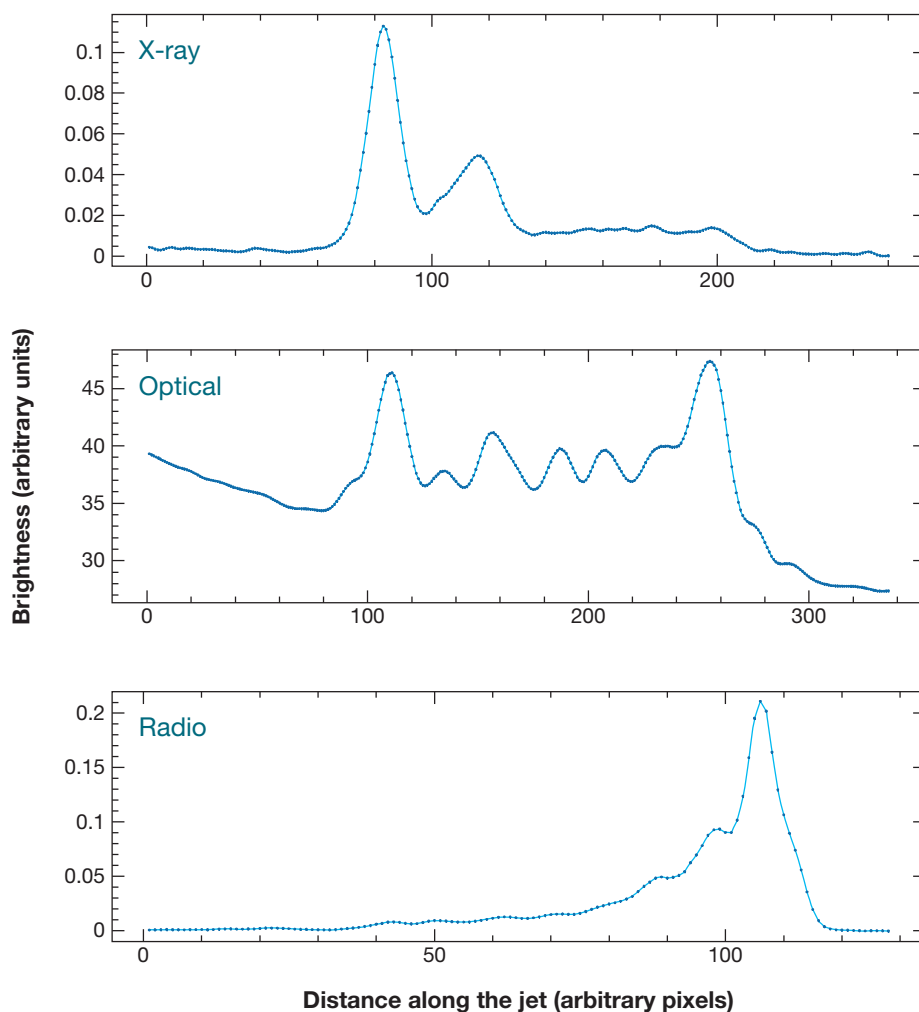 Brightness (arbitrary units)
X-ray
0.1
0.08
0.06
0.04
0.02
0
0 100 200
Optical
45
40
35
30
0 100 200 300
Radio
0.2
0.15
0.1
0.05
0
0 50 100
Distance along the jet (arbitrary pixels)